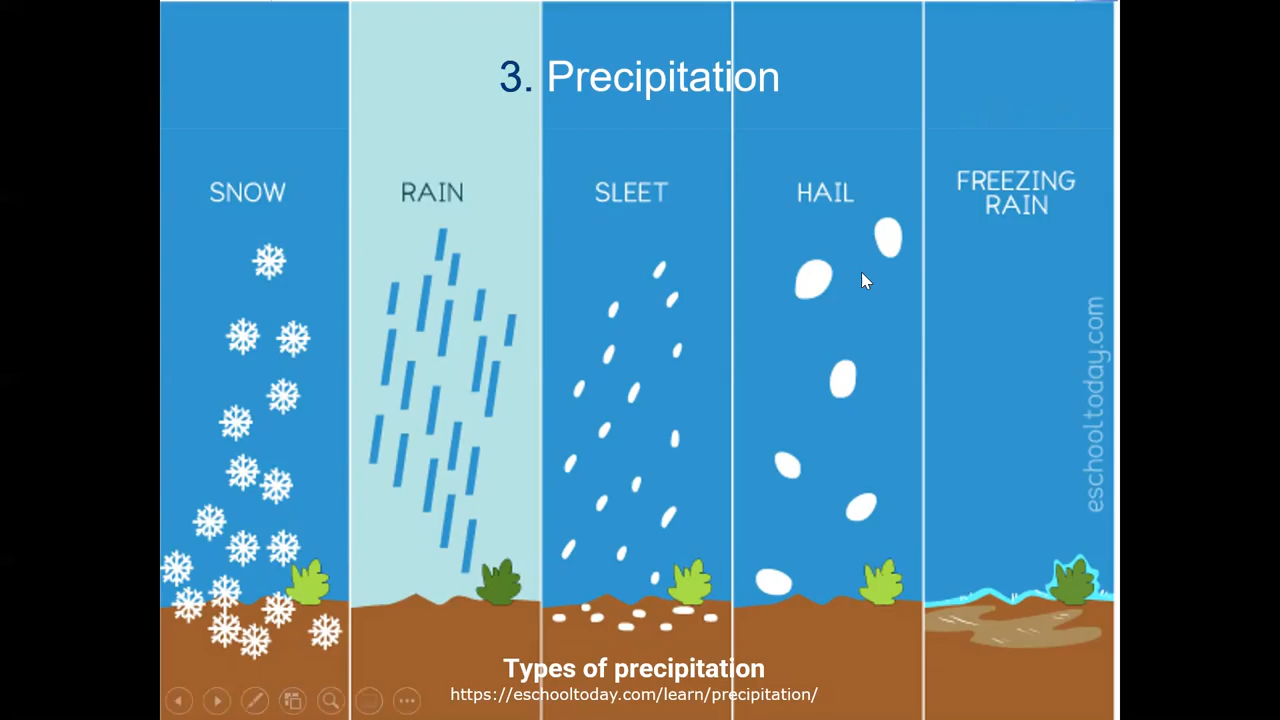 3. Precipitation
SNOW
RAIN
SLEET
HAIL
FREEZING
RAIN
eschooltoday.com
Types of precipitation
https://eschooltoday.com/learn/precipitation/